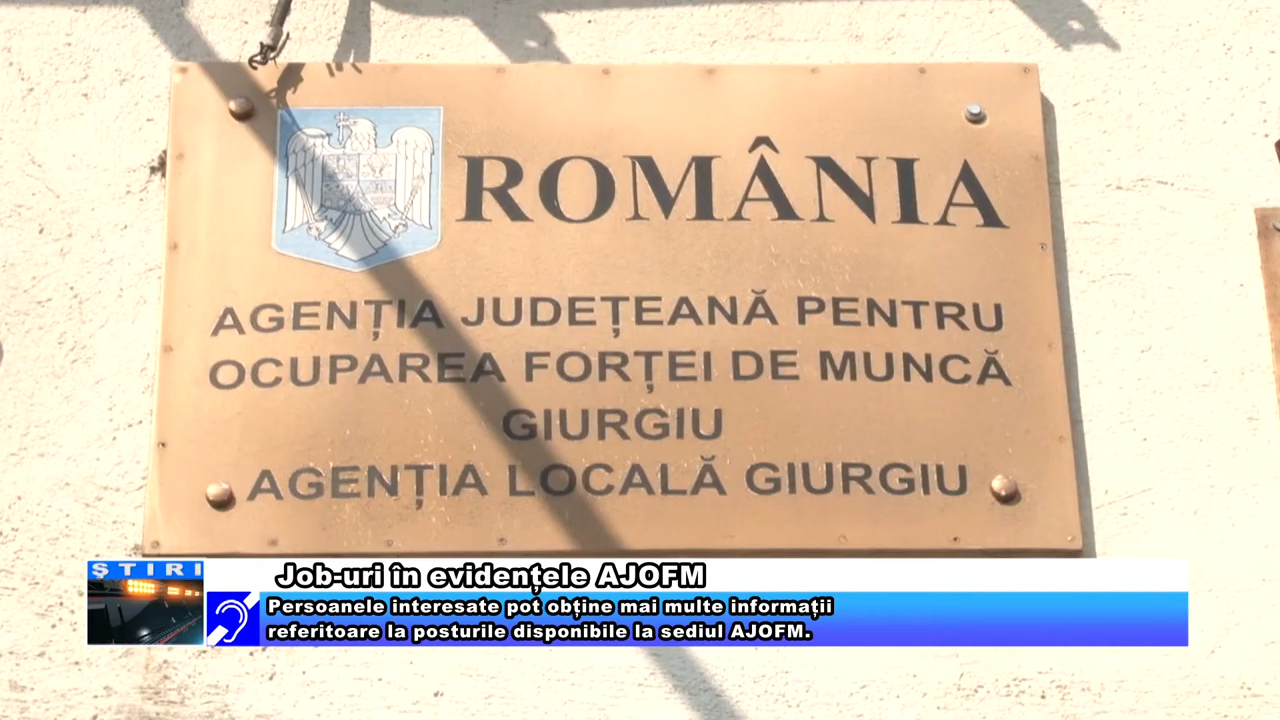 ROMÂNIA
AGENȚIA JUDEȚEANĂ PENTRU
OCUPAREA FORȚEI DE MUNCĂ
GIURGIU
AGENȚIA LOCALĂ GIURGIU
ȘTIRI
Job-uri în evidențele AJOFM
Persoanele interesate pot obține mai multe informații
referitoare la posturile disponibile la sediul AJOFM.